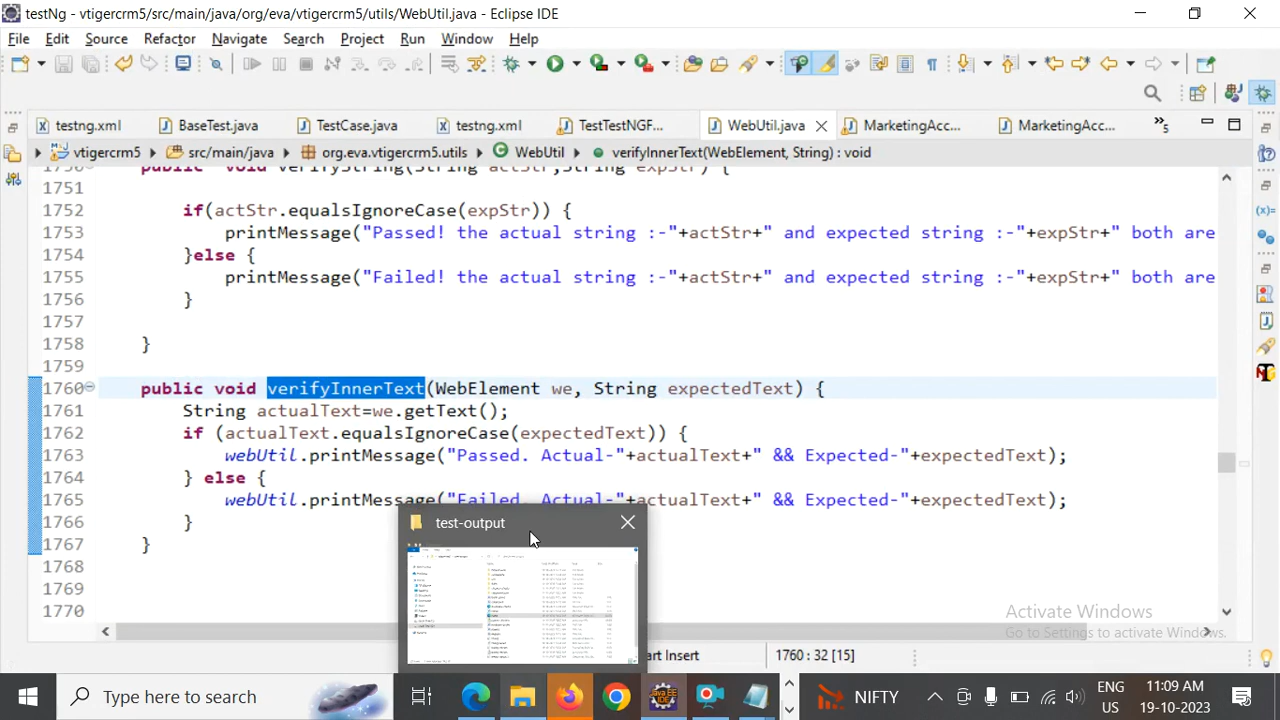 testNg - vtigercrm5/src/main/java/org/eva/vtigercrm5/utils/WebUtil.java - Eclipse IDE
File Edit Source Refactor Navigate Search Project Run Window Help
testng.xml BaseTest.java TestCase.java testng.xml TestTestNGF... WebUtil.java MarketingAcc... MarketingAcc... »5
vtigercrm5 src/main/java org.eva.vtigercrm5.utils WebUtil verifyInnerText(WebElement, String) : void
1750 public void verifyString(String actStr,String expStr) {
1751
1752 if(actStr.equalsIgnoreCase(expStr)) {
1753 printMessage("Passed! the actual string :-"+actStr+" and expected string :-"+expStr+" both are
1754 }else {
1755 printMessage("Failed! the actual string :-"+actStr+" and expected string :-"+expStr+" both are
1756 }
1757
1758 }
1759
1760 public void verifyInnerText(WebElement we, String expectedText) {
1761 String actualText=we.getText();
1762 if (actualText.equalsIgnoreCase(expectedText)) {
1763 webUtil.printMessage("Passed. Actual-"+actualText+" && Expected-"+expectedText);
1764 } else {
1765 webUtil.printMessage("Failed. Actual-"+actualText+" && Expected-"+expectedText);
1766 }
1767 }
1770
test-output
Activate Windows
Settings to activate Windows.
art Insert 1760 : 32 [15]
Type here to search
NIFTY
ENG
US
11:09 AM
19-10-2023